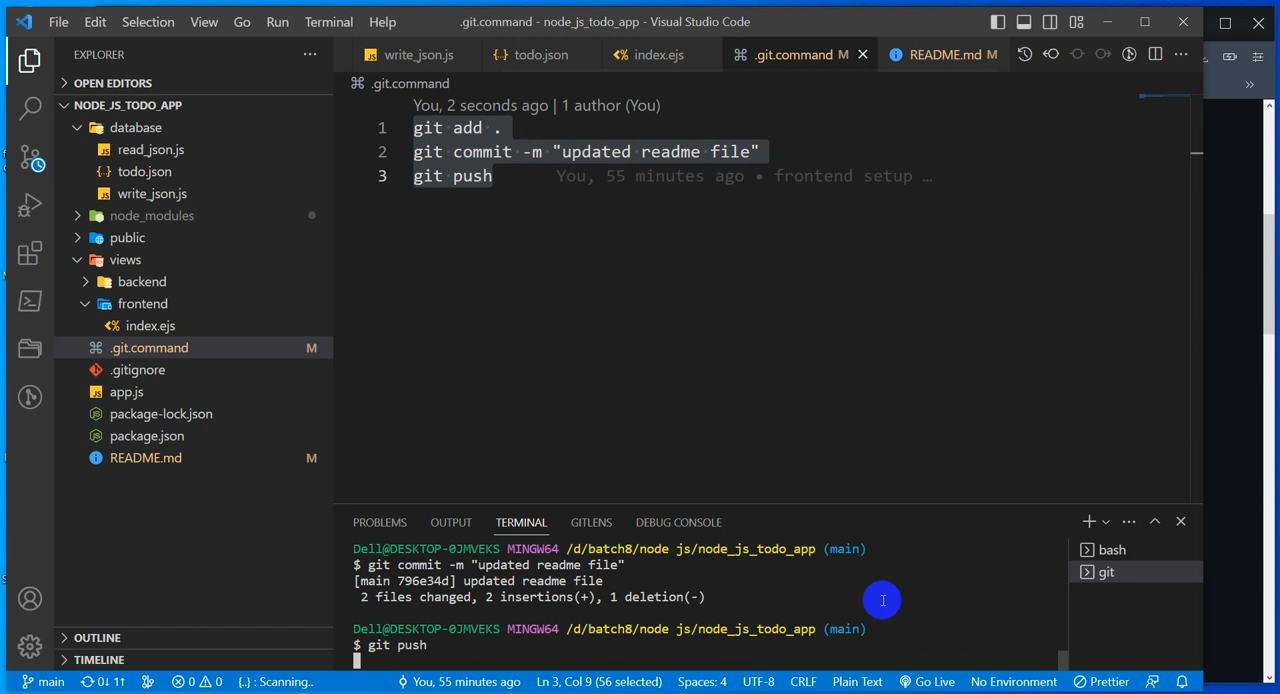 File Edit Selection View Go Run Terminal Help .git.command - node_js_todo_app - Visual Studio Code
EXPLORER
write_json.js todo.json index.ejs .git.command M README.md M
OPEN EDITORS
.git.command
NODE_JS_TODO_APP
database
read_json.js
todo.json
write_json.js
node_modules
public
views
backend
frontend
index.ejs
.git.command M
.gitignore
app.js
package-lock.json
package.json
README.md M
OUTLINE
TIMELINE
You, 2 seconds ago | 1 author (You)
1 git add .
2 git commit -m "updated readme file"
3 git push You, 55 minutes ago • frontend setup …
PROBLEMS OUTPUT TERMINAL GITLENS DEBUG CONSOLE
Dell@DESKTOP-0JMVEKS MINGW64 /d/batch8/node js/node_js_todo_app (main)
$ git commit -m "updated readme file"
[main 796e34d] updated readme file
2 files changed, 2 insertions(+), 1 deletion(-)
Dell@DESKTOP-0JMVEKS MINGW64 /d/batch8/node js/node_js_todo_app (main)
$ git push
bash
git
main 0↓ 1↑ 0 0 {..} : Scanning.. You, 55 minutes ago Ln 3, Col 9 (56 selected) Spaces: 4 UTF-8 CRLF Plain Text Go Live No Environment Prettier